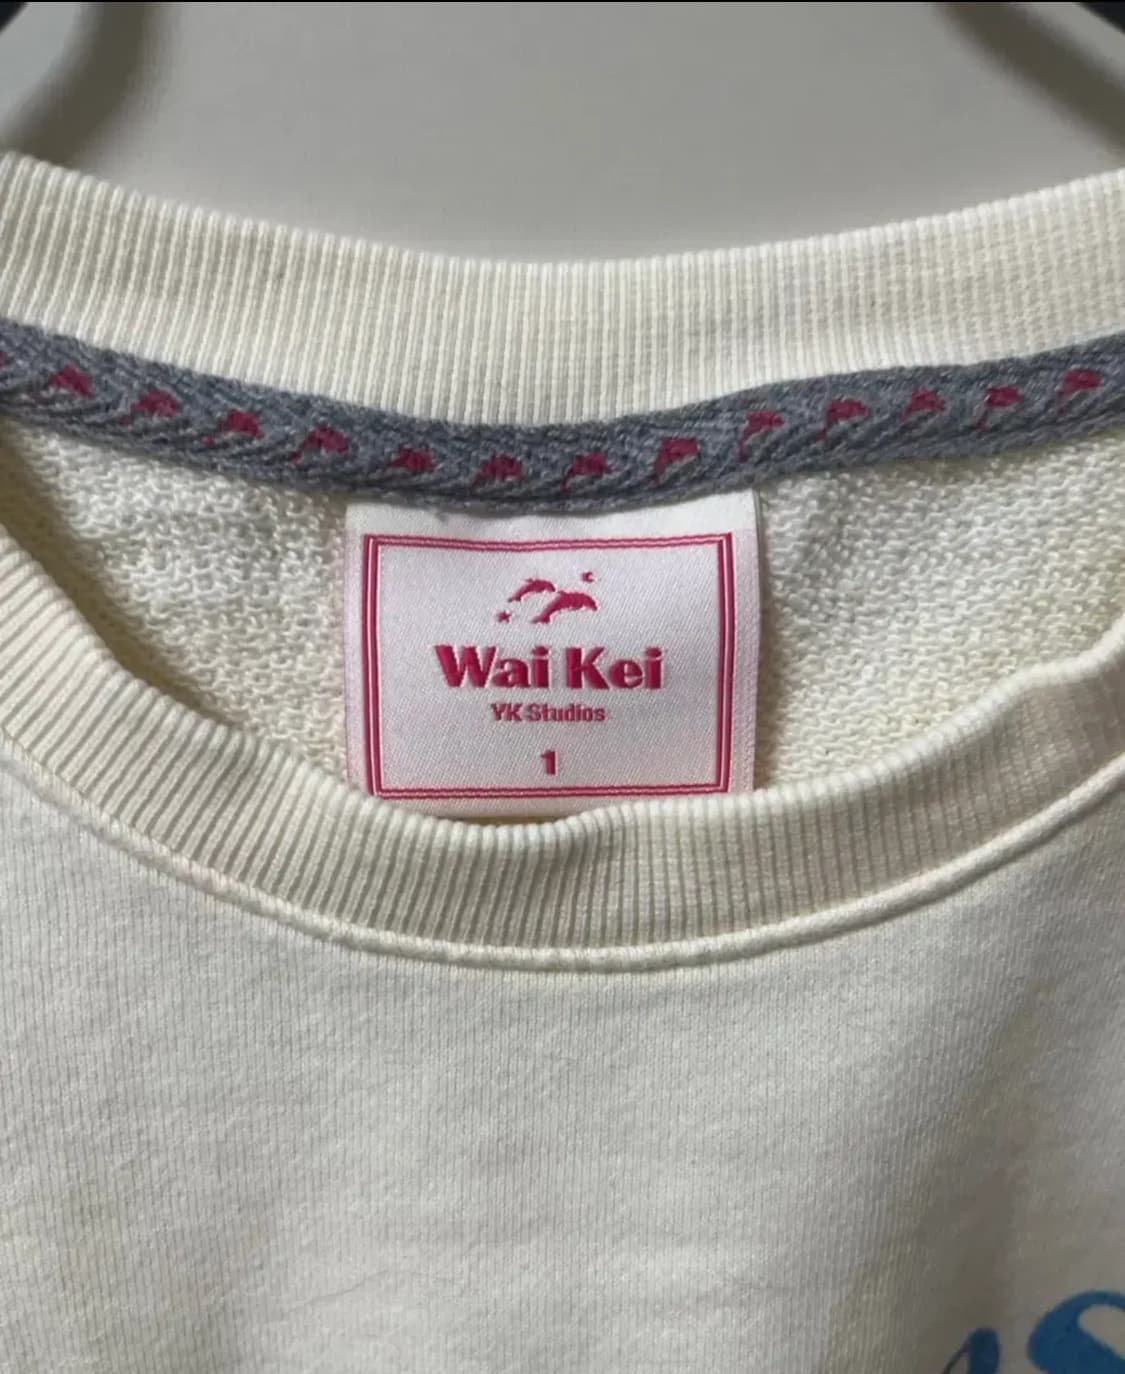 Wai Kei
YK Studios
1